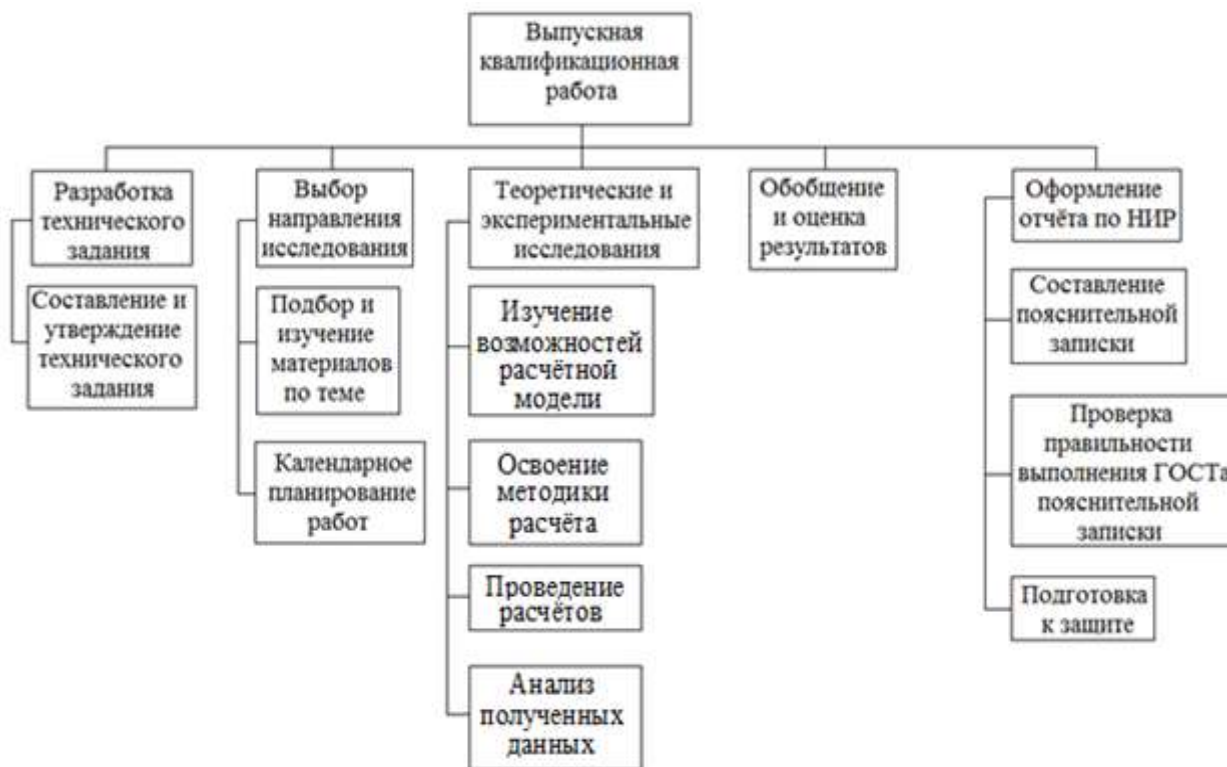 Выпускная
квалификационная
работа
Разработка
технического
задания
Составление и
утверждение
технического
задания
Выбор
направления
исследования
Подбор и
изучение
материалов
по теме
Календарное
планирование
работ
Теоретические и
экспериментальные
исследования
Изучение
возможностей
расчётной
модели
Освоение
методики
расчёта
Проведение
расчётов
Анализ
полученных
данных
Обобщение
и оценка
результатов
Оформление
отчёта по НИР
Составление
пояснительной
записки
Проверка
правильности
выполнения ГОСТа
пояснительной
записки
Подготовка
к защите